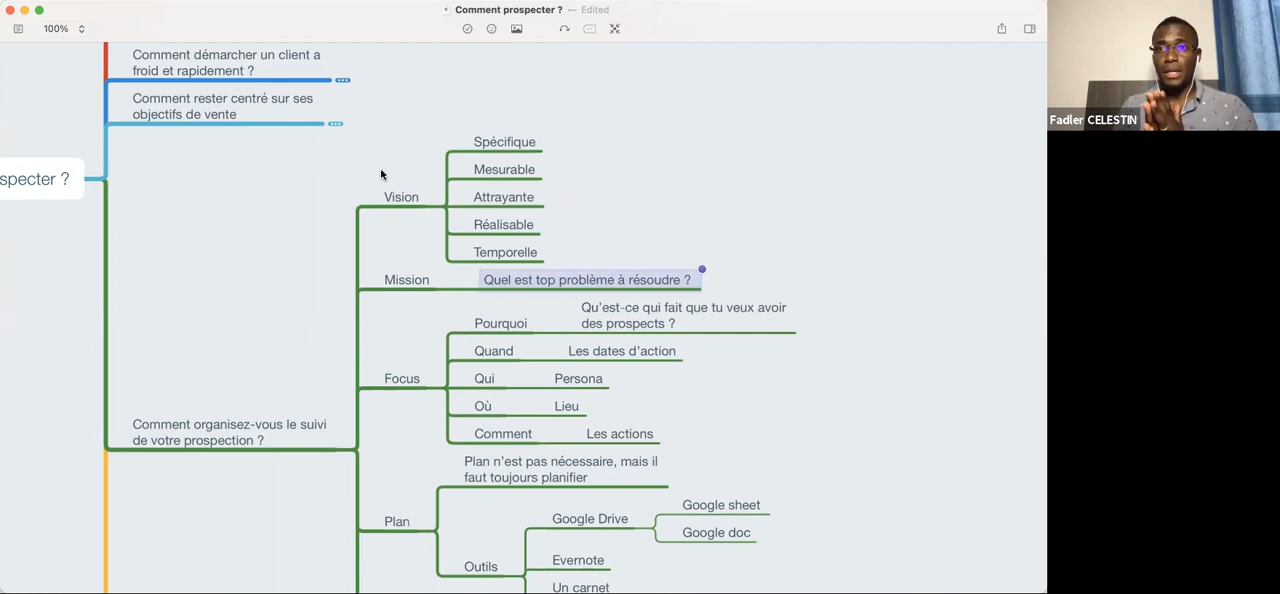 Comment prospecter ? — Edited
100%
Comment démarcher un client a
froid et rapidement ?
Comment rester centré sur ses
objectifs de vente
specter ?
Comment organisez-vous le suivi
de votre prospection ?
Vision
Spécifique
Mesurable
Attrayante
Réalisable
Temporelle
Mission
Quel est top problème à résoudre ?
Focus
Pourquoi
Qu'est-ce qui fait que tu veux avoir
des prospects ?
Quand
Les dates d'action
Qui
Persona
Où
Lieu
Comment
Les actions
Plan
Plan n'est pas nécessaire, mais il
faut toujours planifier
Outils
Google Drive
Google sheet
Google doc
Evernote
Un carnet
Fadler CELESTIN